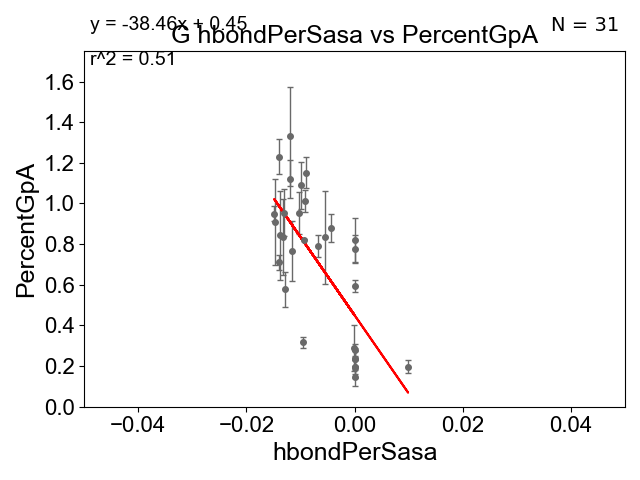 y = -38.46x + 0.45
G hbondPerSasa vs PercentGpA
N = 31
r^2 = 0.51
PercentGpA
1.6
1.4
1.2
1.0
0.8
0.6
0.4
0.2
0.0
−0.04 −0.02 0.00 0.02 0.04
hbondPerSasa